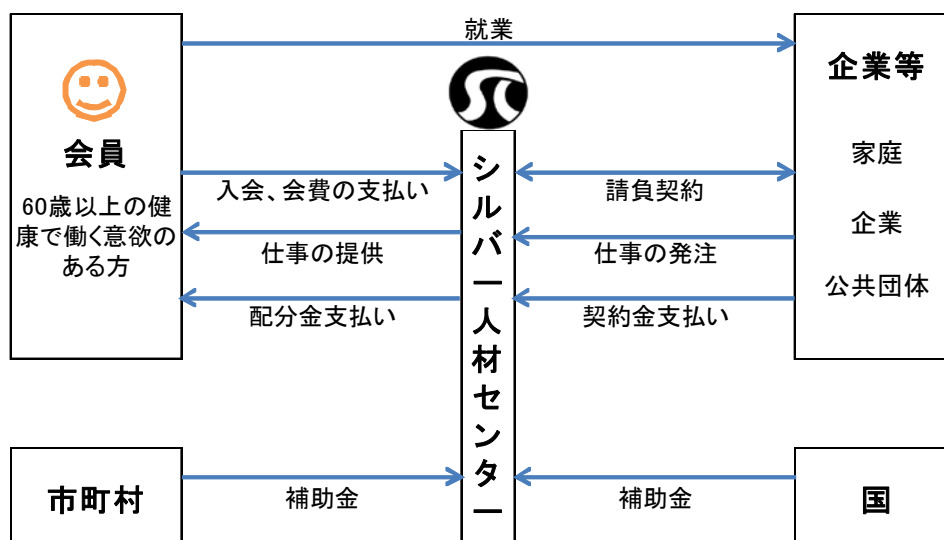 就業
企業等
会員
60歳以上の健
康で働く意欲の
ある方
入会、会費の支払い
仕事の提供
配分金支払い
シルバー人材センター
請負契約
仕事の発注
契約金支払い
家庭
企業
公共団体
市町村
補助金
補助金
国